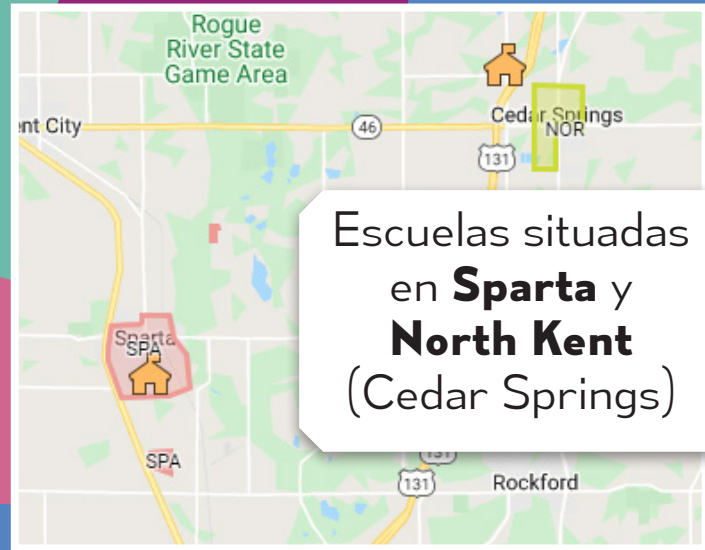 Rogue
River State
Game Area
nt City
46
Cedar Springs
NOR
131
Escuelas situadas
en Sparta y
North Kent
(Cedar Springs)
Sparta
SPA
SPA
131
131
Rockford